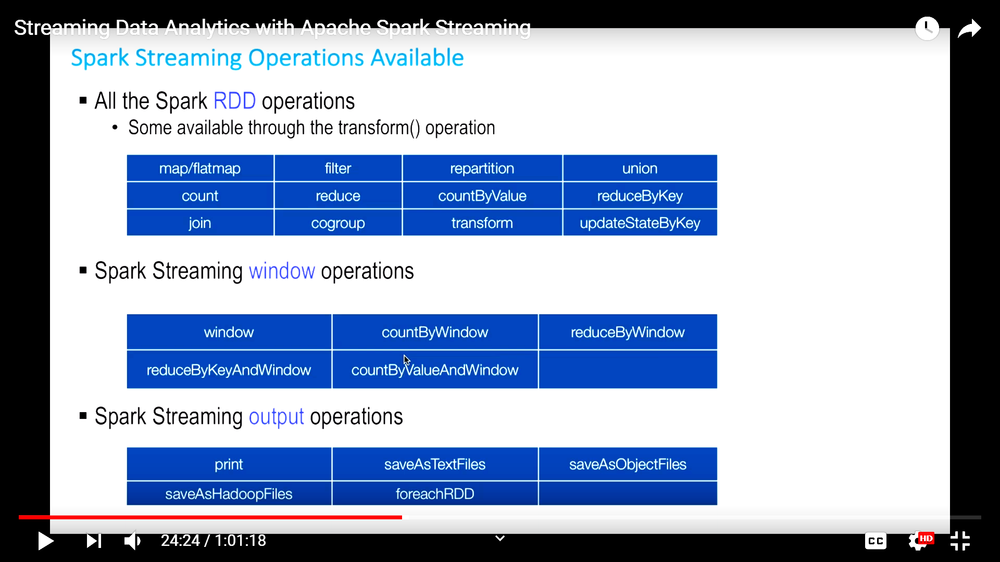 Streaming Data Analytics with Apache Spark Streaming
Spark Streaming Operations Available
▪ All the Spark RDD operations
• Some available through the transform() operation
map/flatmap filter repartition union
count reduce countByValue reduceByKey
join cogroup transform updateStateByKey
▪ Spark Streaming window operations
window countByWindow reduceByWindow
reduceByKeyAndWindow countByValueAndWindow
▪ Spark Streaming output operations
print saveAsTextFiles saveAsObjectFiles
saveAsHadoopFiles foreachRDD
24:24 / 1:01:18 CC HD